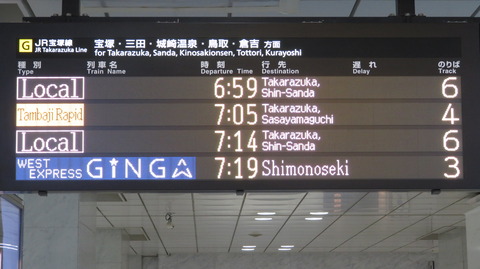 G JR宝塚線 宝塚・三田・城崎温泉・鳥取・倉吉 方面
JR Takarazuka Line for Takarazuka, Sanda, Kinosakionsen, Tottori, Kurayoshi
種別 列車名 時刻 行先 遅れ のりば
Type Train Name Departure Time Destination Delay Track
Local 6:59 Takarazuka, Shin-Sanda 6
Tambaji Rapid 7:05 Takarazuka, Sasayamaguchi 4
Local 7:14 Takarazuka, Shin-Sanda 6
WEST EXPRESS GINGA 7:19 Shimonoseki 3